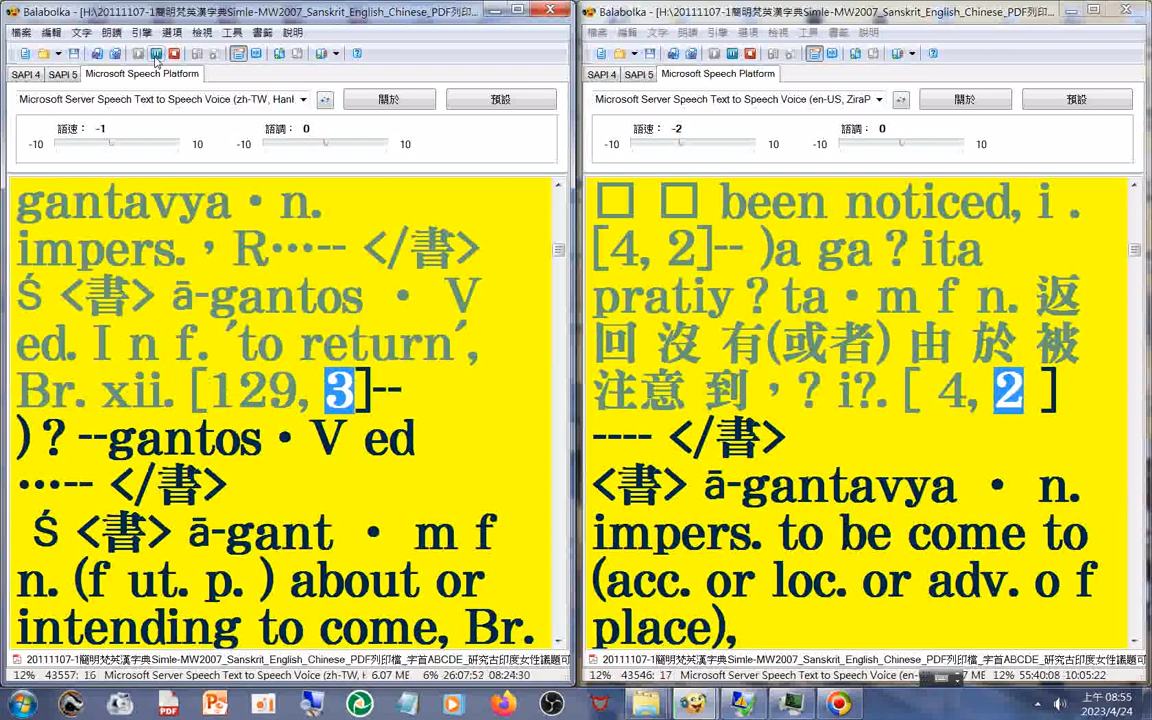 Balabolka - [H:\20111107-1簡明梵英漢字典Simle-MW2007_Sanskrit_English_Chinese_PDF列印...
檔案 編輯 文字 朗讀 引擎 選項 檢視 工具 書籤 說明
SAPI 4 SAPI 5 Microsoft Speech Platform
Microsoft Server Speech Text to Speech Voice (zh-TW, Hanl
關於 預設
語速： -1 語調： 0
-10 10 -10 10
gantavya • n.
impers.，R…-- </書>
Ś <書> ā-gantos • V
ed. I n f. ′to return′,
Br. xii. [129, 3]--
)? --gantos • V ed
…-- </書>
Ś <書> ā-gant • m f
n. (f ut. p. ) about or
intending to come, Br.
20111107-1簡明梵英漢字典Simle-MW2007_Sanskrit_English_Chinese_PDF列印檔_字首ABCDE_研究古印度女性議題可
12% 43557: 16 Microsoft Server Speech Text to Speech Voice (zh-TW, H 6.07 MB 6% 26:07:52 08:24:30
Balabolka - [H:\20111107-1簡明梵英漢字典Simle-MW2007_Sanskrit_English_Chinese_PDF列印...
檔案 編輯 文字 朗讀 引擎 選項 檢視 工具 書籤 說明
SAPI 4 SAPI 5 Microsoft Speech Platform
Microsoft Server Speech Text to Speech Voice (en-US, ZiraP
關於 預設
語速： -2 語調： 0
-10 10 -10 10
□ □ been noticed, i .
[4, 2]-- )a ga ? ita
pratiy ? ta • m f n. 返
回 沒 有(或者) 由 於 被
注意 到，? i?. [ 4, 2 ]
---- </書>
<書> ā-gantavya • n.
impers. to be come to
(acc. or loc. or adv. o f
place),
20111107-1簡明梵英漢字典Simle-MW2007_Sanskrit_English_Chinese_PDF列印檔_字首ABCDE_研究古印度女性議題可
12% 43546: 17 Microsoft Server Speech Text to Speech Voice (en- 12% 55:40:08 10:05:22
PDF
上午 08:55
2023/4/24